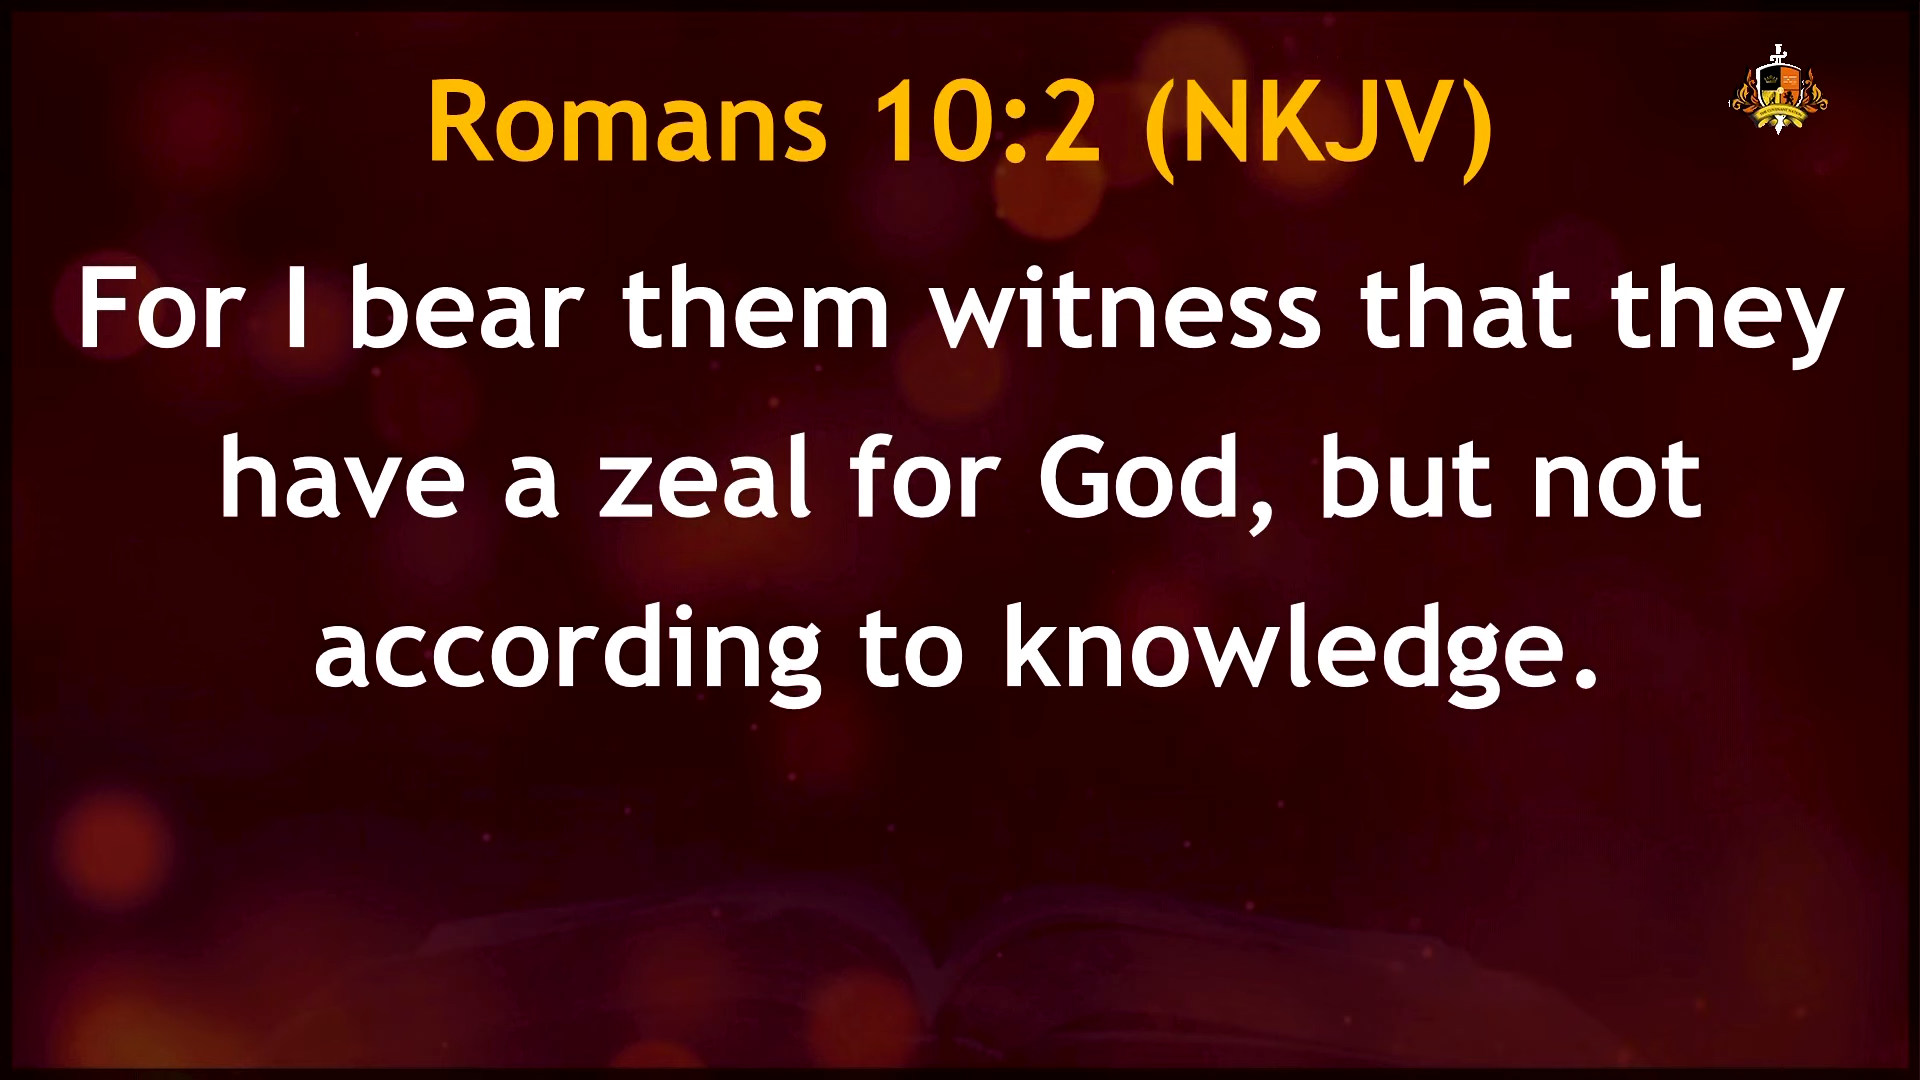 Romans 10:2 (NKJV)
For I bear them witness that they
have a zeal for God, but not
according to knowledge.